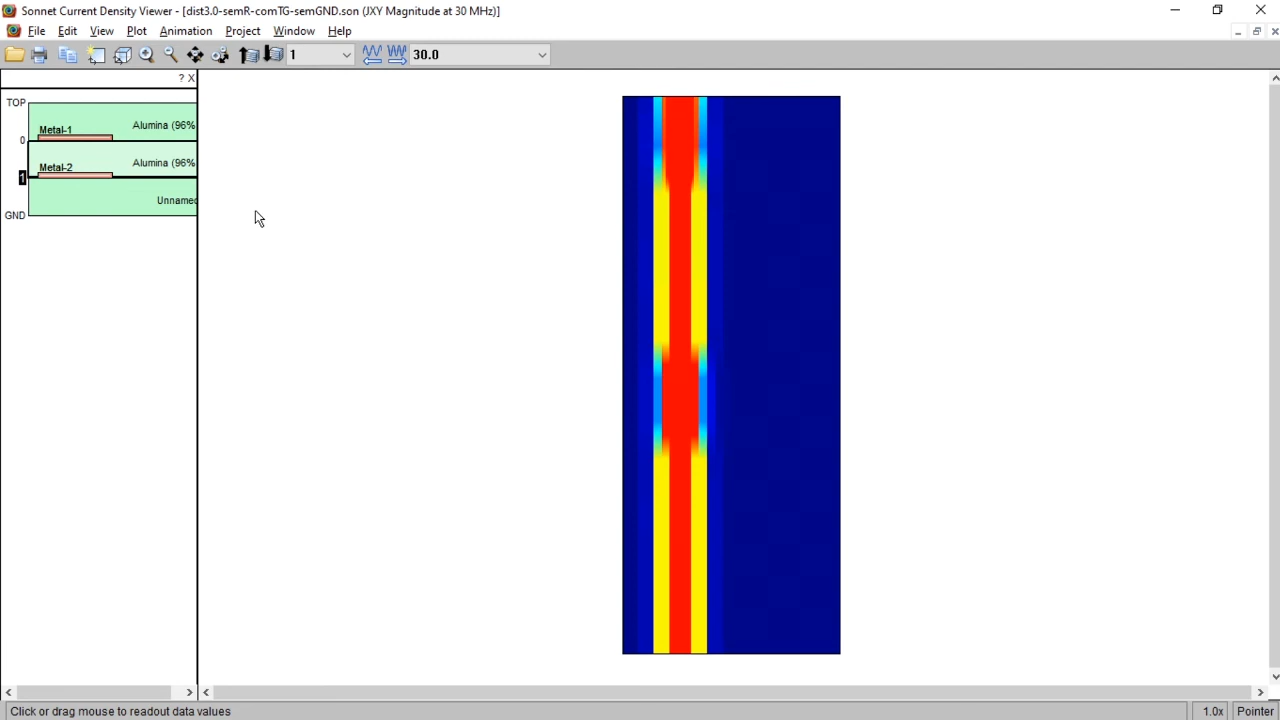 Sonnet Current Density Viewer - [dist3.0-semR-comTG-semGND.son (JXY Magnitude at 30 MHz)]
File Edit View Plot Animation Project Window Help
1 30.0
? X
TOP
Metal-1 Alumina (96%
0
Metal-2 Alumina (96%
1
Unnamed
GND
Click or drag mouse to readout data values 1.0x Pointer